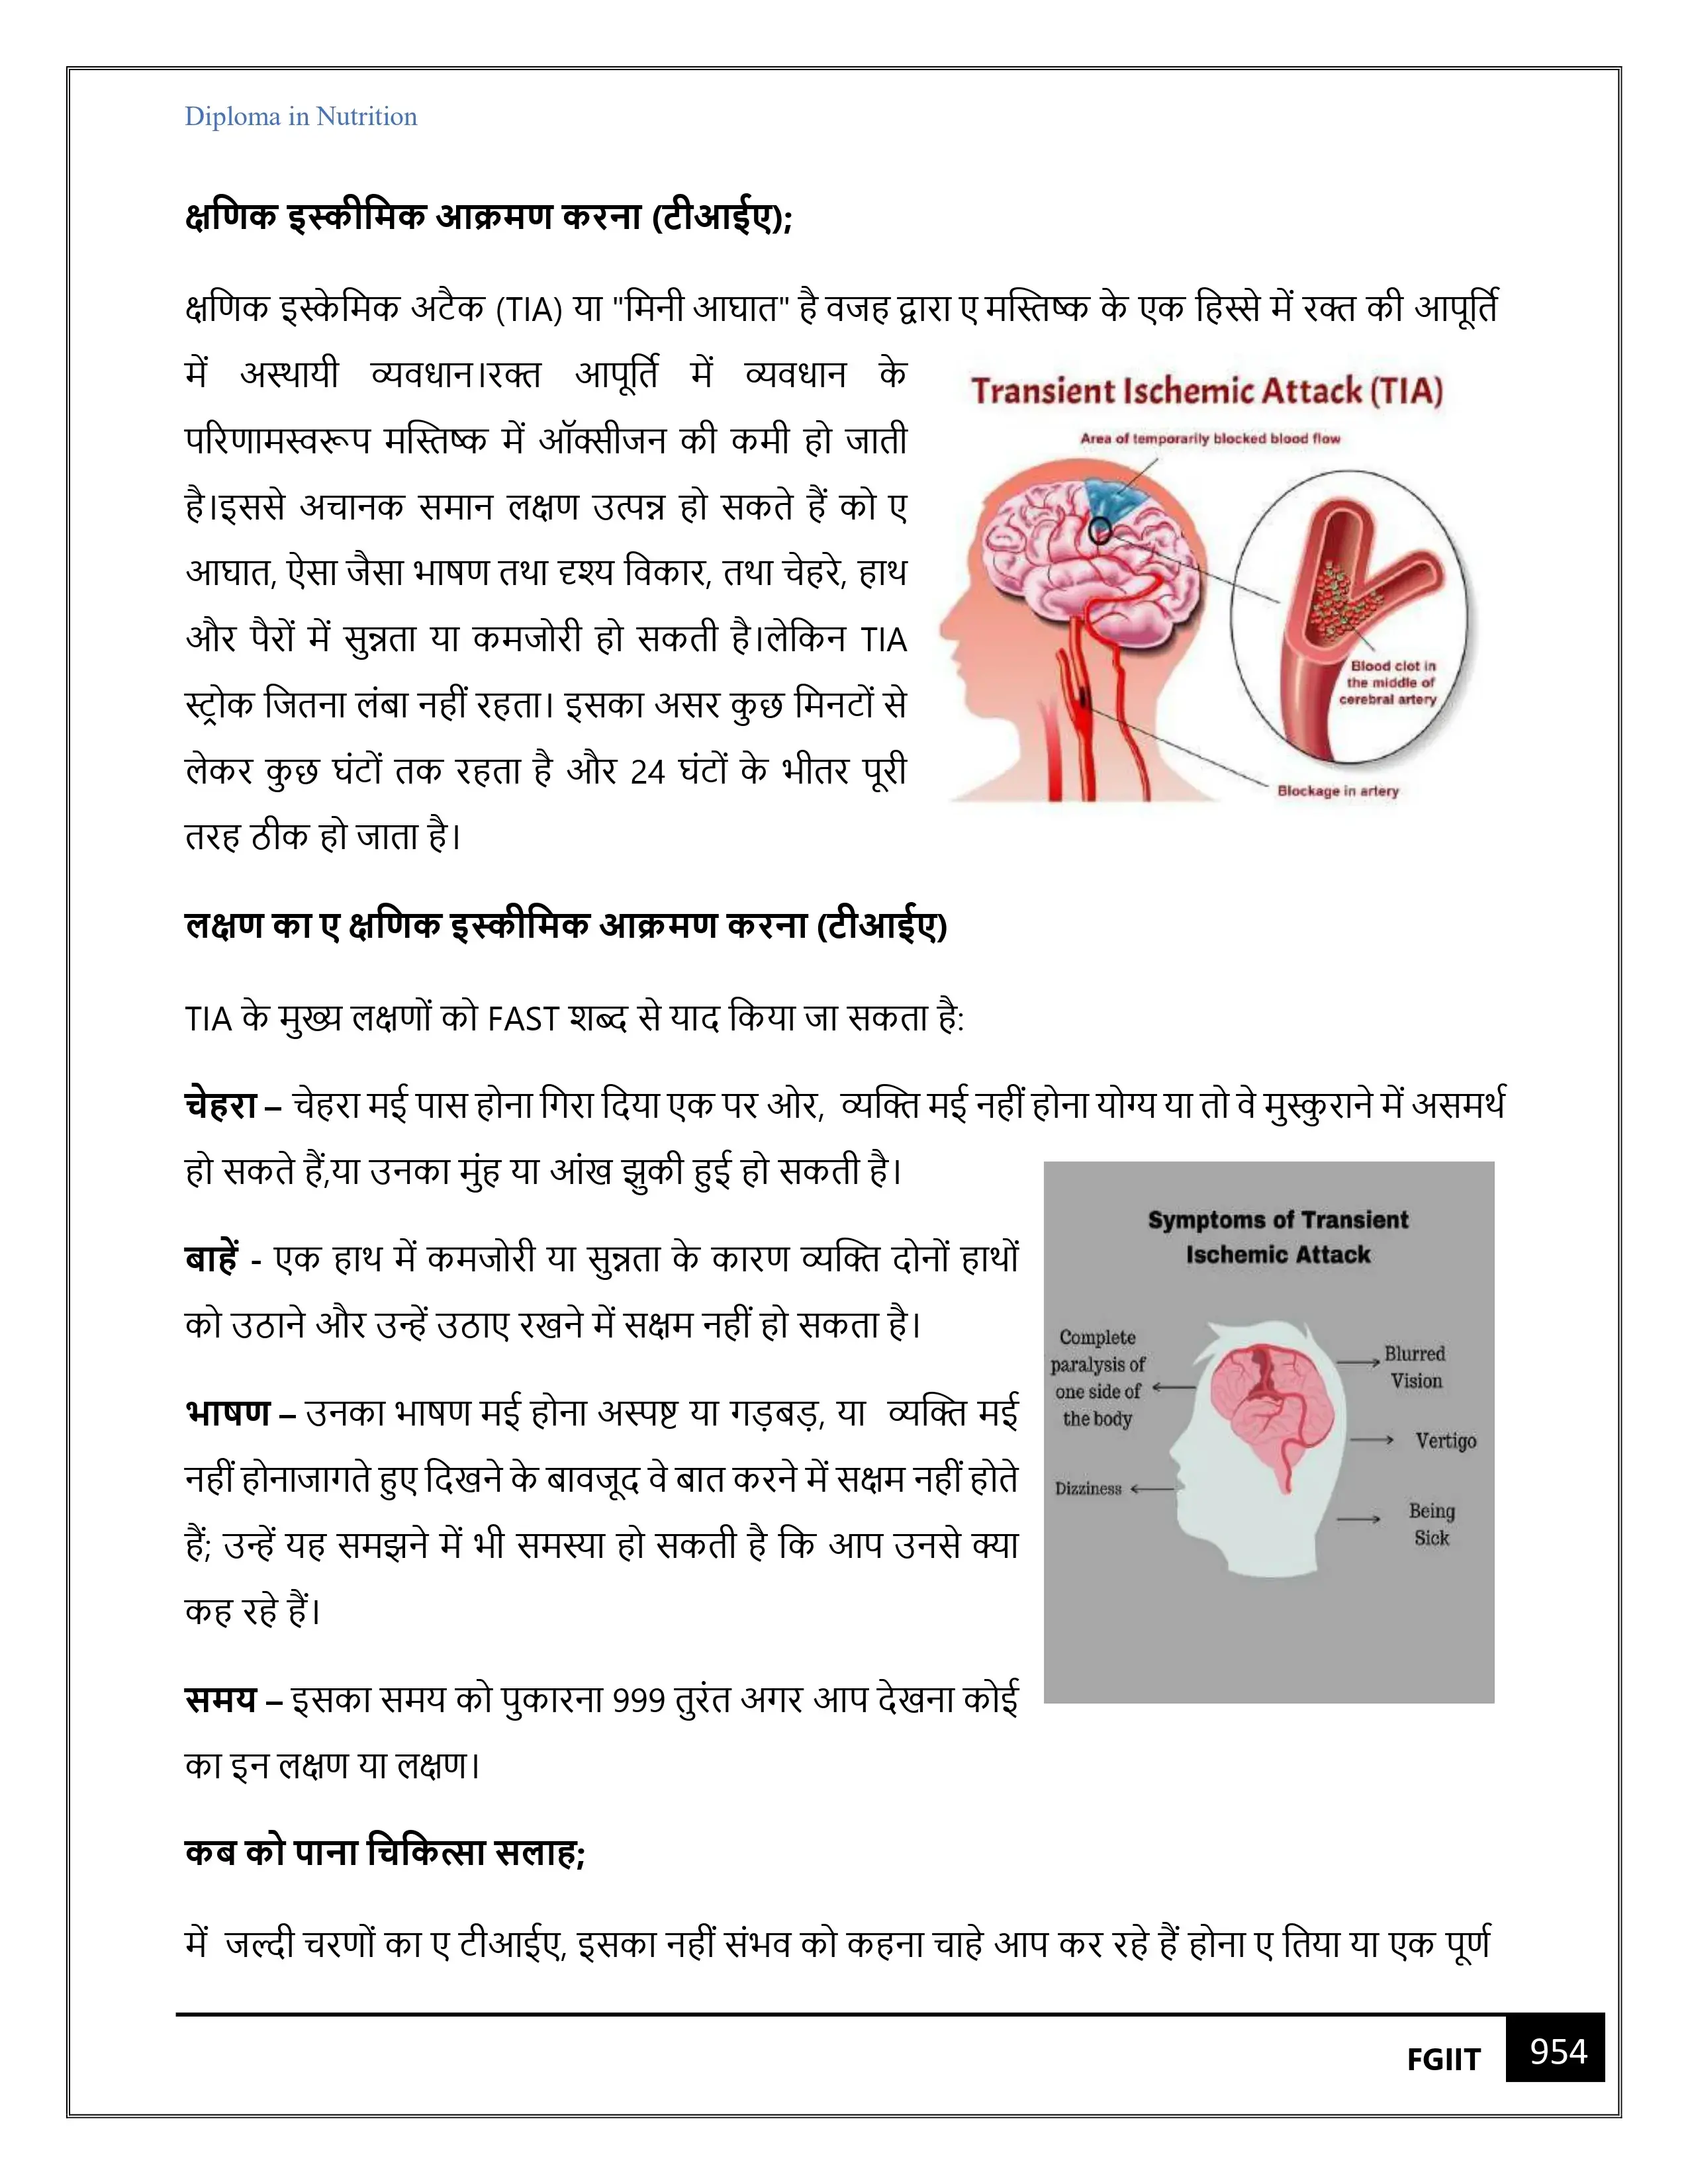 Diploma in Nutrition
क्षणिक इस्कीमिक आक्रमण करना (टीआईए);
क्षणिक इस्केमिक अटैक (TIA) या "मिनी आघात" है वजह द्वारा ए मस्तिष्क के एक हिस्से में रक्त की आपूर्ति
में अस्थायी व्यवधान।रक्त आपूर्ति में व्यवधान के
परिणामस्वरूप मस्तिष्क में ऑक्सीजन की कमी हो जाती
है।इससे अचानक समान लक्षण उत्पन्न हो सकते हैं को ए
आघात, ऐसा जैसा भाषण तथा दृश्य विकार, तथा चेहरे, हाथ
और पैरों में सुन्नता या कमजोरी हो सकती है।लेकिन TIA
स्ट्रोक जितना लंबा नहीं रहता। इसका असर कुछ मिनटों से
लेकर कुछ घंटों तक रहता है और 24 घंटों के भीतर पूरी
तरह ठीक हो जाता है।
Transient Ischemic Attack (TIA)
Area of temporarily blocked blood flow
Blood clot in
the middle of
cerebral artery
Blockage in artery
लक्षण का ए क्षणिक इस्कीमिक आक्रमण करना (टीआईए)
TIA के मुख्य लक्षणों को FAST शब्द से याद किया जा सकता है:
चेहरा – चेहरा मई पास होना गिरा दिया एक पर ओर, व्यक्ति मई नहीं होना योग्य या तो वे मुस्कुराने में असमर्थ
हो सकते हैं,या उनका मुंह या आंख झुकी हुई हो सकती है।
बाहें - एक हाथ में कमजोरी या सुन्नता के कारण व्यक्ति दोनों हाथों
को उठाने और उन्हें उठाए रखने में सक्षम नहीं हो सकता है।
भाषण – उनका भाषण मई होना अस्पष्ट या गड़बड़, या व्यक्ति मई
नहीं होनाजागते हुए दिखने के बावजूद वे बात करने में सक्षम नहीं होते
हैं; उन्हें यह समझने में भी समस्या हो सकती है कि आप उनसे क्या
कह रहे हैं।
समय – इसका समय को पुकारना 999 तुरंत अगर आप देखना कोई
का इन लक्षण या लक्षण।
Symptoms of Transient
Ischemic Attack
Complete
paralysis of
one side of
the body
Dizziness
Blurred
Vision
Vertigo
Being
Sick
कब को पाना चिकित्सा सलाह;
में जल्दी चरणों का ए टीआईए, इसका नहीं संभव को कहना चाहे आप कर रहे हैं होना ए तिया या एक पूर्ण
FGIIT
954